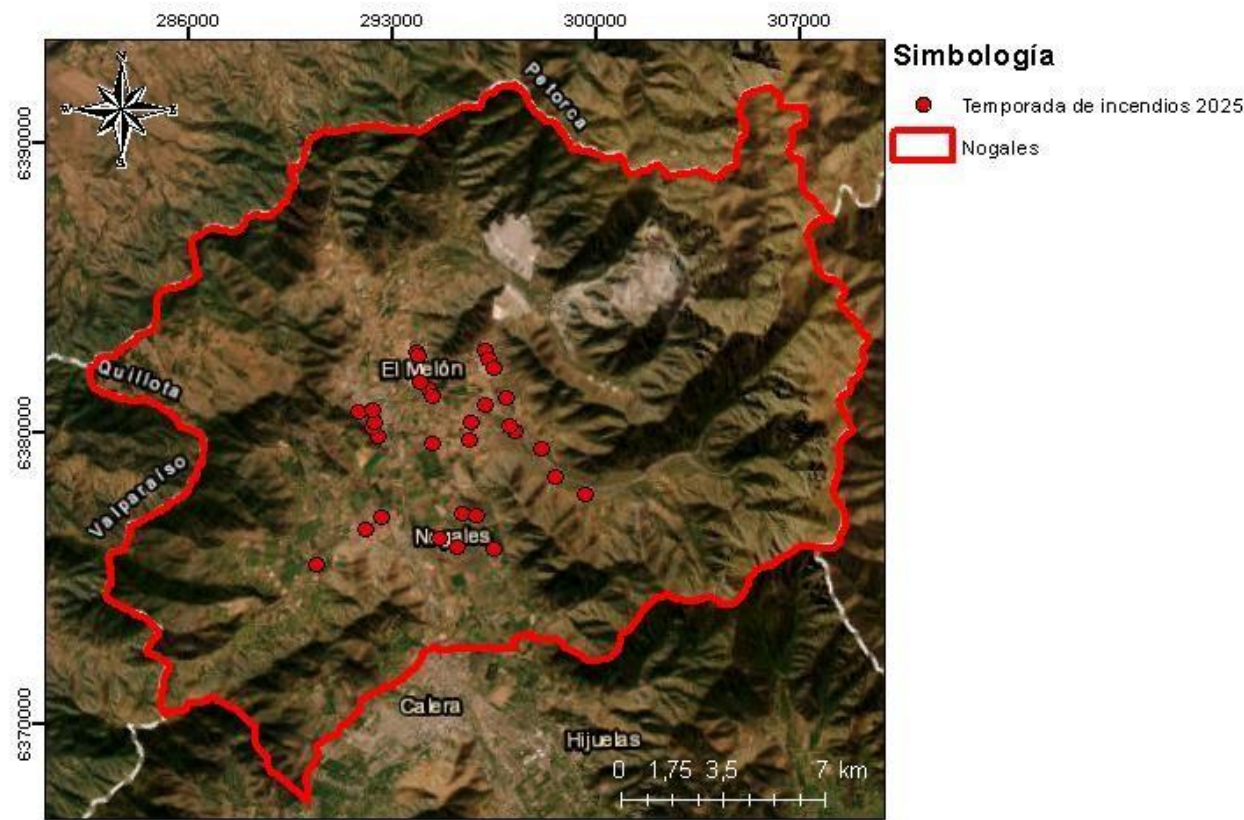 286000
293000
300000
307000
Simbología
Temporada de incendios 2025
Nogales
N
W
E
S
Petorca
6390000
Quillota
El Melón
6380000
Valparaíso
Nogales
6370000
Calera
Hijuelas
0 1,75 3,5 7 km